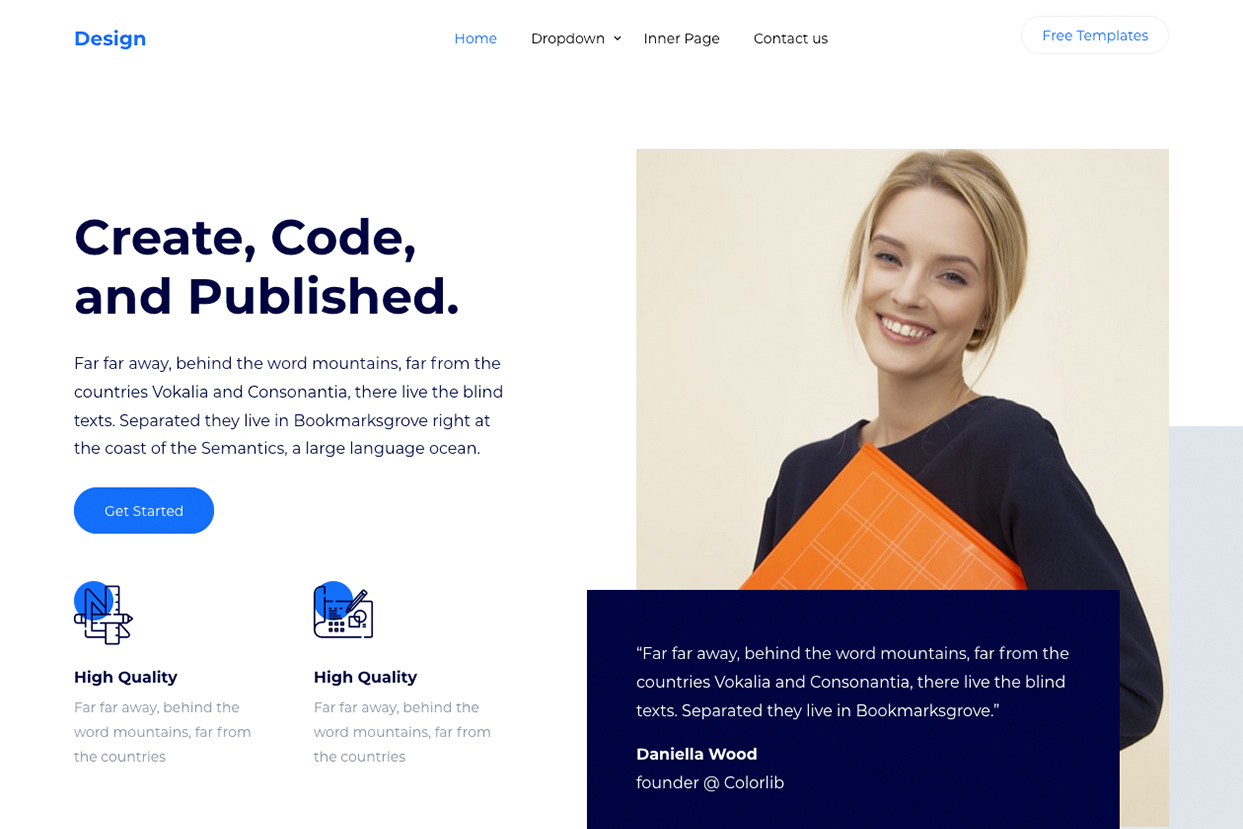 Design
Home
Dropdown
Inner Page
Contact us
Free Templates
Create, Code,
and Published.
Far far away, behind the word mountains, far from the
countries Vokalia and Consonantia, there live the blind
texts. Separated they live in Bookmarksgrove right at
the coast of the Semantics, a large language ocean.
Get Started
High Quality
Far far away, behind the
word mountains, far from
the countries
High Quality
Far far away, behind the
word mountains, far from
the countries
“Far far away, behind the word mountains, far from the
countries Vokalia and Consonantia, there live the blind
texts. Separated they live in Bookmarksgrove.”
Daniella Wood
founder @ Colorlib